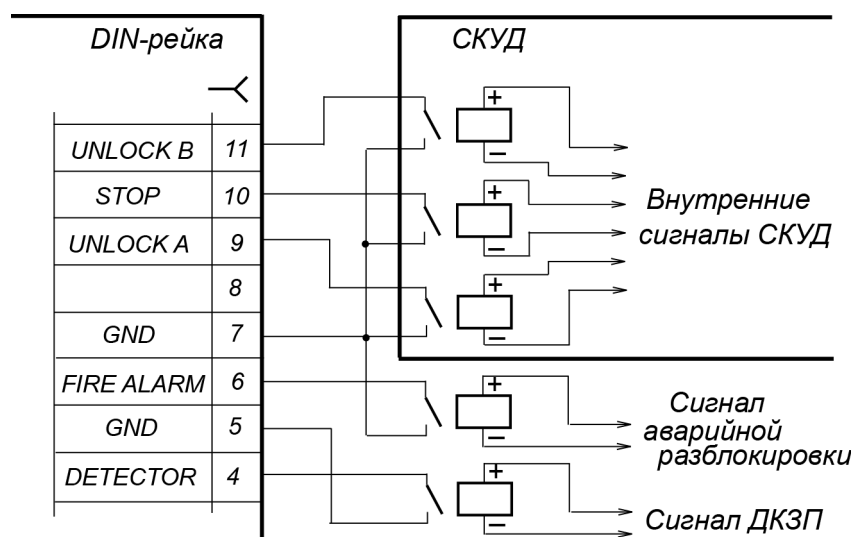 DIN-рейка
СКУД
UNLOCK B 11
STOP 10
UNLOCK A 9
8
GND 7
FIRE ALARM 6
GND 5
DETECTOR 4
+
−
+
−
+
−
Внутренние
сигналы СКУД
+
−
Сигнал
аварийной
разблокировки
+
−
Сигнал ДКЗП